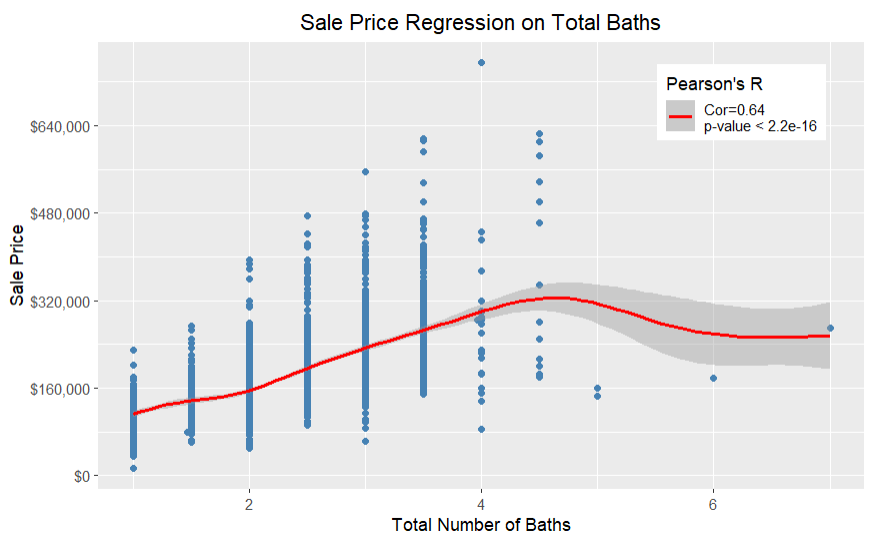 Sale Price Regression on Total Baths
Pearson's R
Cor=0.64
p-value < 2.2e-16
$640,000
$480,000
$320,000
$160,000
$0
Sale Price
2
4
6
Total Number of Baths